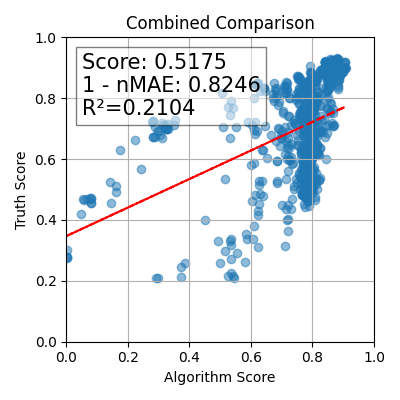 Combined Comparison
Score: 0.5175
1 - nMAE: 0.8246
R²=0.2104
Truth Score
1.0
0.8
0.6
0.4
0.2
0.0
0.0 0.2 0.4 0.6 0.8 1.0
Algorithm Score